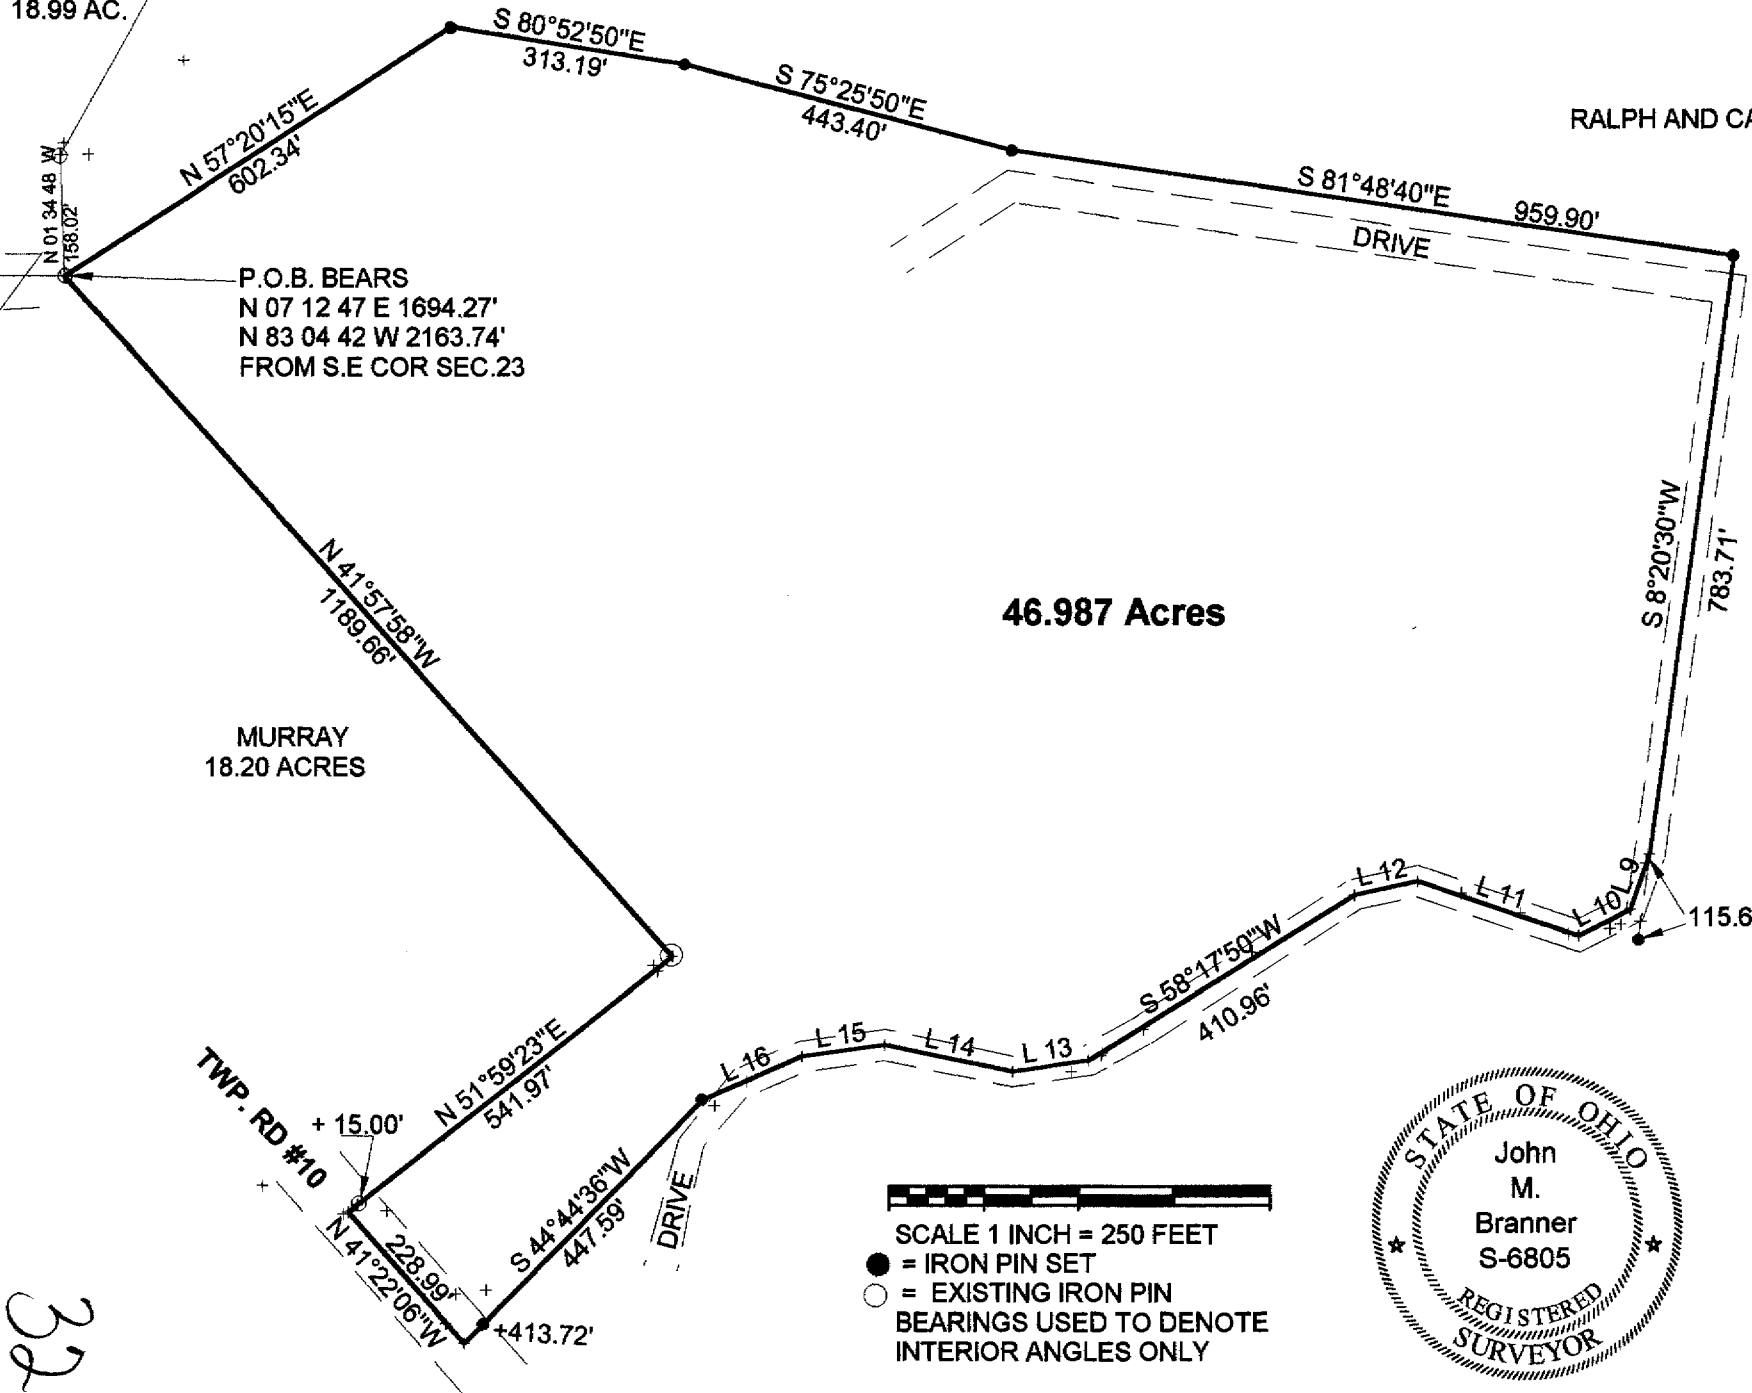 18.99 AC.
S 80°52'50"E
313.19'
S 75°25'50"E
443.40'
RALPH AND
N 57°20'15"E
602.34'
S 81°48'40"E
959.90'
DRIVE
N 01 34 48 W
158.02'
P.O.B. BEARS
N 07 12 47 E 1694.27'
N 83 04 42 W 2163.74'
FROM S.E COR SEC.23
S 8°20'30"W
783.71'
N 41°57'58"W
1189.66'
46.987 Acres
MURRAY
18.20 ACRES
L 9
L 10
L 11
L 12
115.6
S 58°17'50"W
410.96'
L 13
L 14
L 15
L 16
N 51°59'23"E
541.97'
TWP. RD #10
+ 15.00'
N 41°22'06"W
228.99'
S 44°44'36"W
447.59'
+413.72'
DRIVE
SCALE 1 INCH = 250 FEET
= IRON PIN SET
= EXISTING IRON PIN
BEARINGS USED TO DENOTE
INTERIOR ANGLES ONLY
STATE OF OHIO
John
M.
Branner
S-6805
REGISTERED
SURVEYOR
32